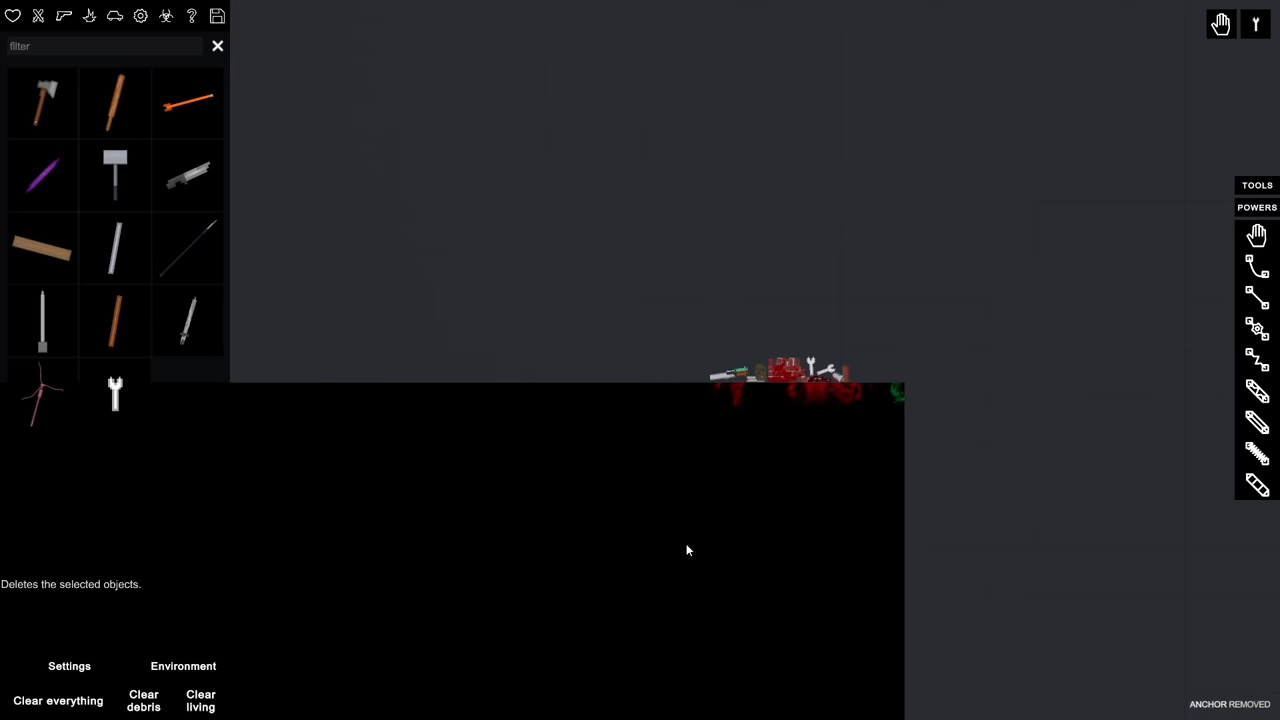 filter
TOOLS
POWERS
Deletes the selected objects.
Settings
Environment
Clear everything
Clear
debris
Clear
living
ANCHOR REMOVED